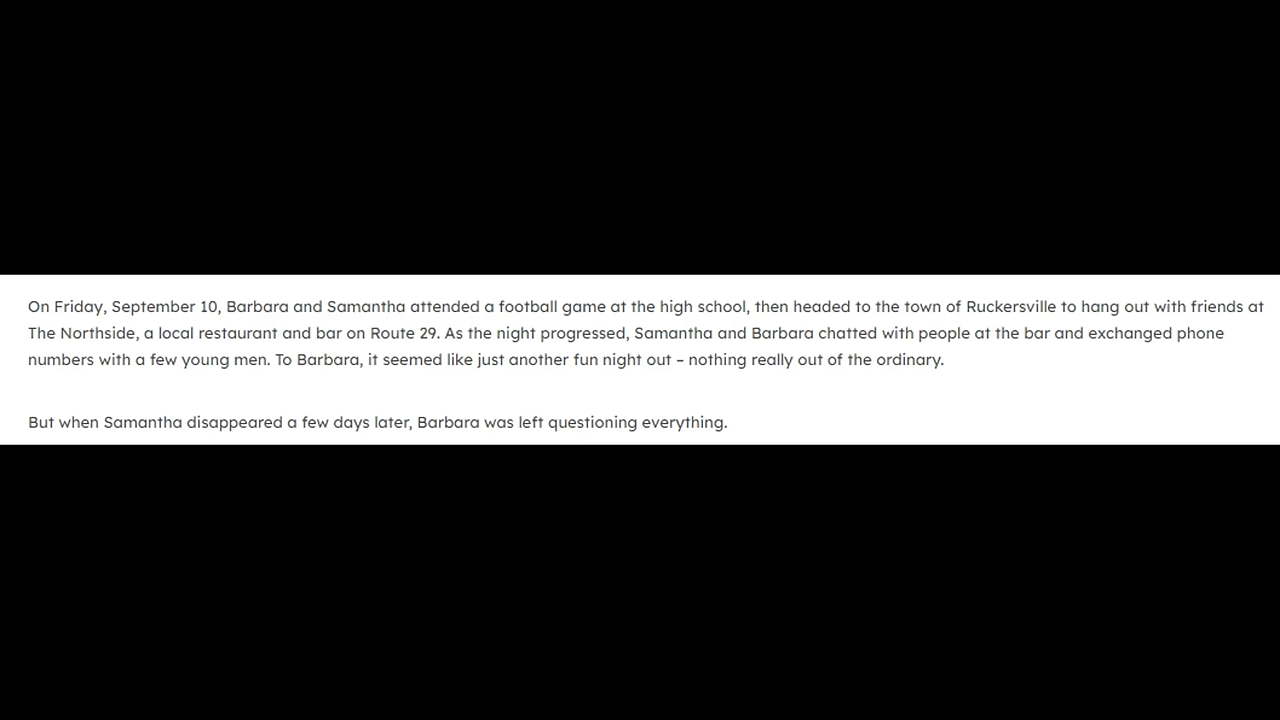 On Friday, September 10, Barbara and Samantha attended a football game at the high school, then headed to the town of Ruckersville to hang out with friends at
The Northside, a local restaurant and bar on Route 29. As the night progressed, Samantha and Barbara chatted with people at the bar and exchanged phone
numbers with a few young men. To Barbara, it seemed like just another fun night out – nothing really out of the ordinary.
But when Samantha disappeared a few days later, Barbara was left questioning everything.